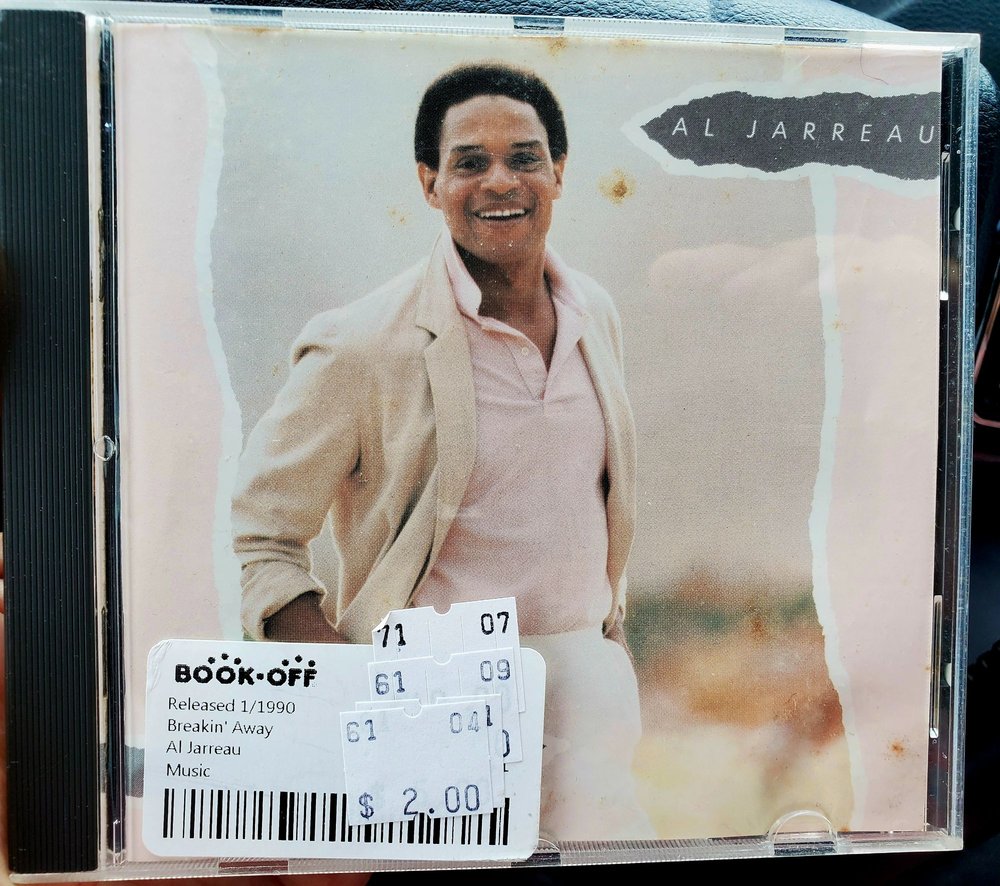 AL JARREAU
71 07
BOOK·OFF
61 09
Released 1/1990
Breakin' Away
61 04
Al Jarreau
Music
$ 2.00